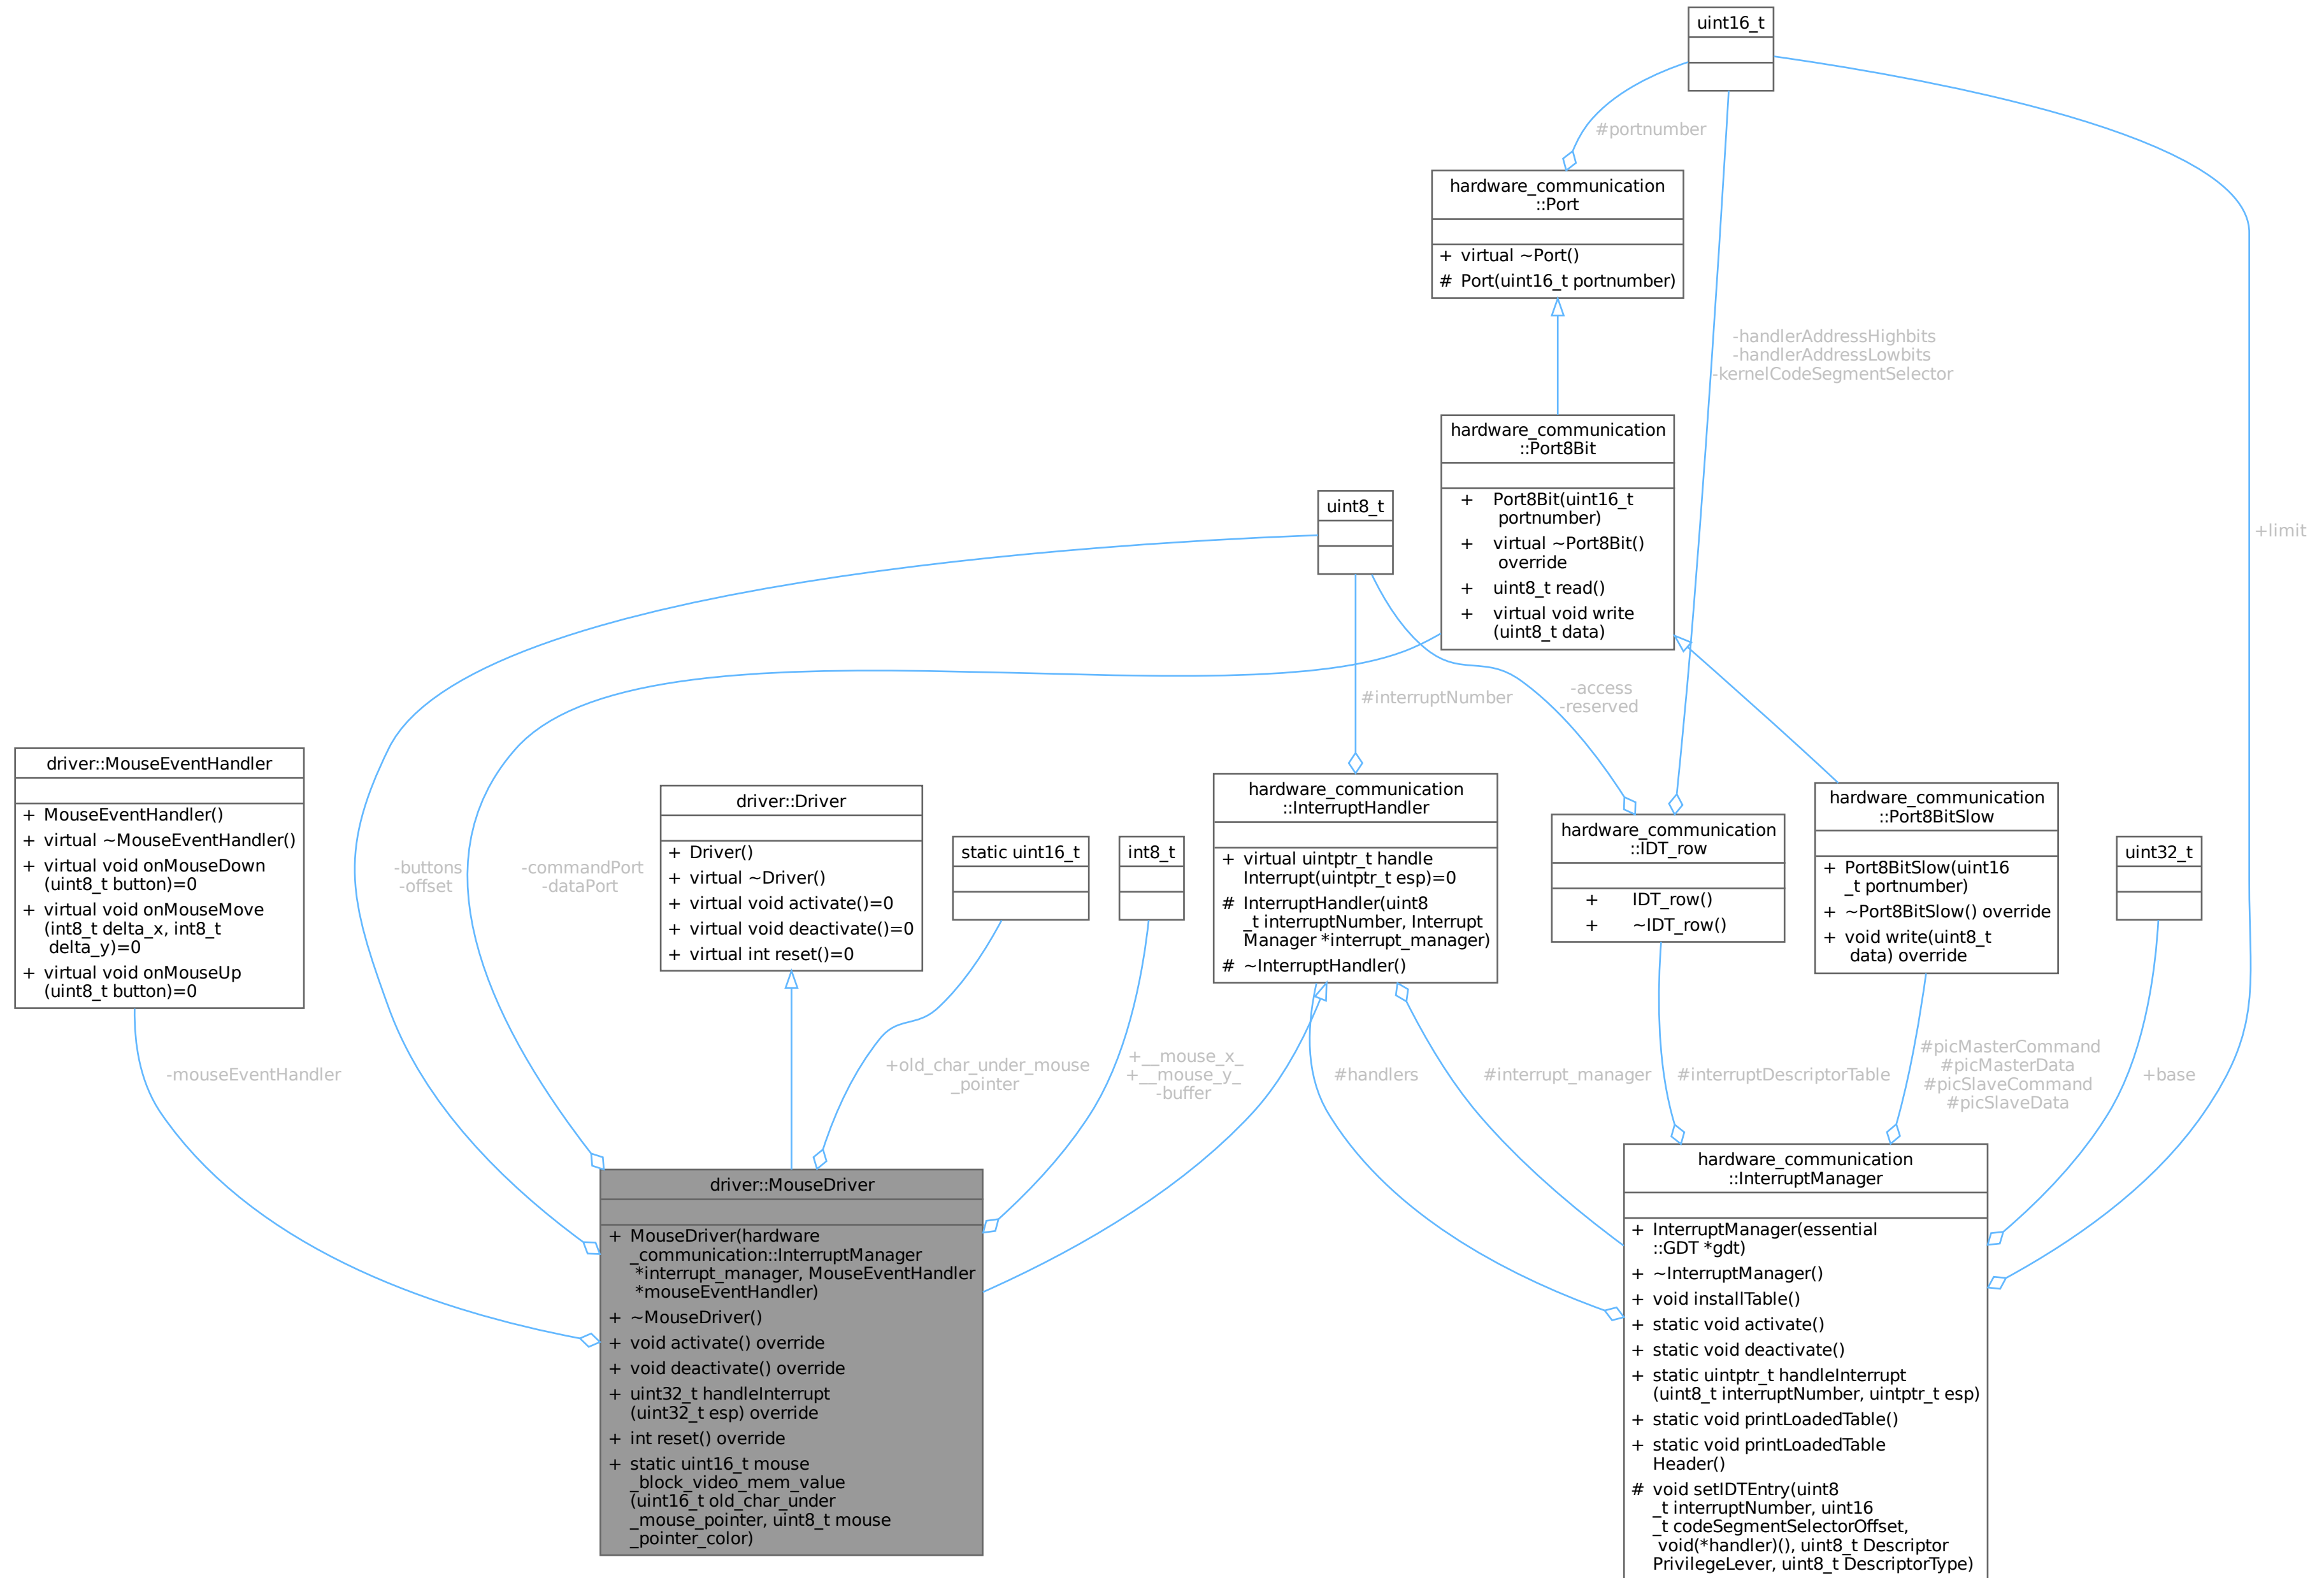 uint16_t
#portnumber
hardware_communication
::Port
+ virtual ~Port()
# Port(uint16_t portnumber)
-handlerAddressHighbits
-handlerAddressLowbits
-kernelCodeSegmentSelector
+limit
hardware_communication
::Port8Bit
+ Port8Bit(uint16_t
portnumber)
+ virtual ~Port8Bit()
override
+ uint8_t read()
+ virtual void write
(uint8_t data)
uint8_t
#interruptNumber
-access
-reserved
driver::MouseEventHandler
+ MouseEventHandler()
+ virtual ~MouseEventHandler()
+ virtual void onMouseDown
(uint8_t button)=0
+ virtual void onMouseMove
(int8_t delta_x, int8_t
delta_y)=0
+ virtual void onMouseUp
(uint8_t button)=0
-buttons
-offset
-commandPort
-dataPort
driver::Driver
+ Driver()
+ virtual ~Driver()
+ virtual void activate()=0
+ virtual void deactivate()=0
+ virtual int reset()=0
static uint16_t
int8_t
hardware_communication
::InterruptHandler
+ virtual uintptr_t handle
Interrupt(uintptr_t esp)=0
# InterruptHandler(uint8
_t interruptNumber, Interrupt
Manager *interrupt_manager)
# ~InterruptHandler()
hardware_communication
::IDT_row
+ IDT_row()
+ ~IDT_row()
hardware_communication
::Port8BitSlow
+ Port8BitSlow(uint16
_t portnumber)
+ ~Port8BitSlow() override
+ void write(uint8_t
data) override
uint32_t
-mouseEventHandler
+old_char_under_mouse
_pointer
+__mouse_x_
+__mouse_y_
-buffer
#handlers
#interrupt_manager
#interruptDescriptorTable
#picMasterCommand
#picMasterData
#picSlaveCommand
#picSlaveData
+base
driver::MouseDriver
+ MouseDriver(hardware
_communication::InterruptManager
*interrupt_manager, MouseEventHandler
*mouseEventHandler)
+ ~MouseDriver()
+ void activate() override
+ void deactivate() override
+ uint32_t handleInterrupt
(uint32_t esp) override
+ int reset() override
+ static uint16_t mouse
_block_video_mem_value
(uint16_t old_char_under
_mouse_pointer, uint8_t mouse
_pointer_color)
hardware_communication
::InterruptManager
+ InterruptManager(essential
::GDT *gdt)
+ ~InterruptManager()
+ void installTable()
+ static void activate()
+ static void deactivate()
+ static uintptr_t handleInterrupt
(uint8_t interruptNumber, uintptr_t esp)
+ static void printLoadedTable()
+ static void printLoadedTable
Header()
# void setIDTEntry(uint8
_t interruptNumber, uint16
_t codeSegmentSelectorOffset,
void(*handler)(), uint8_t Descriptor
PrivilegeLever, uint8_t DescriptorType)